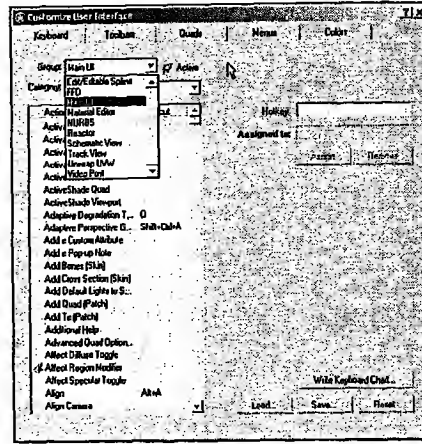 Customize User Interface
Keyboard Toolbars Quads Menus Colors
Group: Main UI Active
Category:
Edit/Editable Spline
FFD
Material Editor
NURBS
Reactor
Schematic View
Track View
Unwrap UVW
Video Post
Hotkey:
Assigned to:
Assign Remove
ActiveShade Quad
ActiveShade Viewport
Adaptive Degradation T... O
Adaptive Perspective G... Shift+Ctrl+A
Add a Custom Attribute
Add a Pop-up Note
Add Bones (Skin)
Add Cross Section (Skin)
Add Default Lights to S...
Add Quad (Patch)
Add Tri (Patch)
Additional Help...
Advanced Quad Option...
Affect Diffuse Toggle
Affect Region Modifier
Affect Specular Toggle
Align Alt+A
Align Camera
Write Keyboard Chart...
Load... Save... Reset